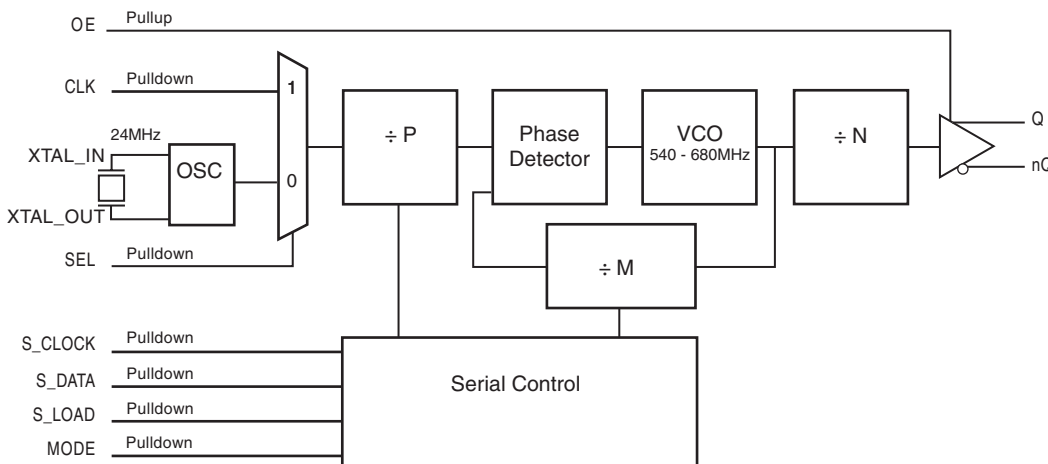 OE Pullup
CLK Pulldown
24MHz
XTAL_IN
OSC
XTAL_OUT
SEL Pulldown
1
0
÷ P
Phase
Detector
VCO
540 - 680MHz
÷ N
Q
nQ
÷ M
S_CLOCK Pulldown
S_DATA Pulldown
S_LOAD Pulldown
MODE Pulldown
Serial Control